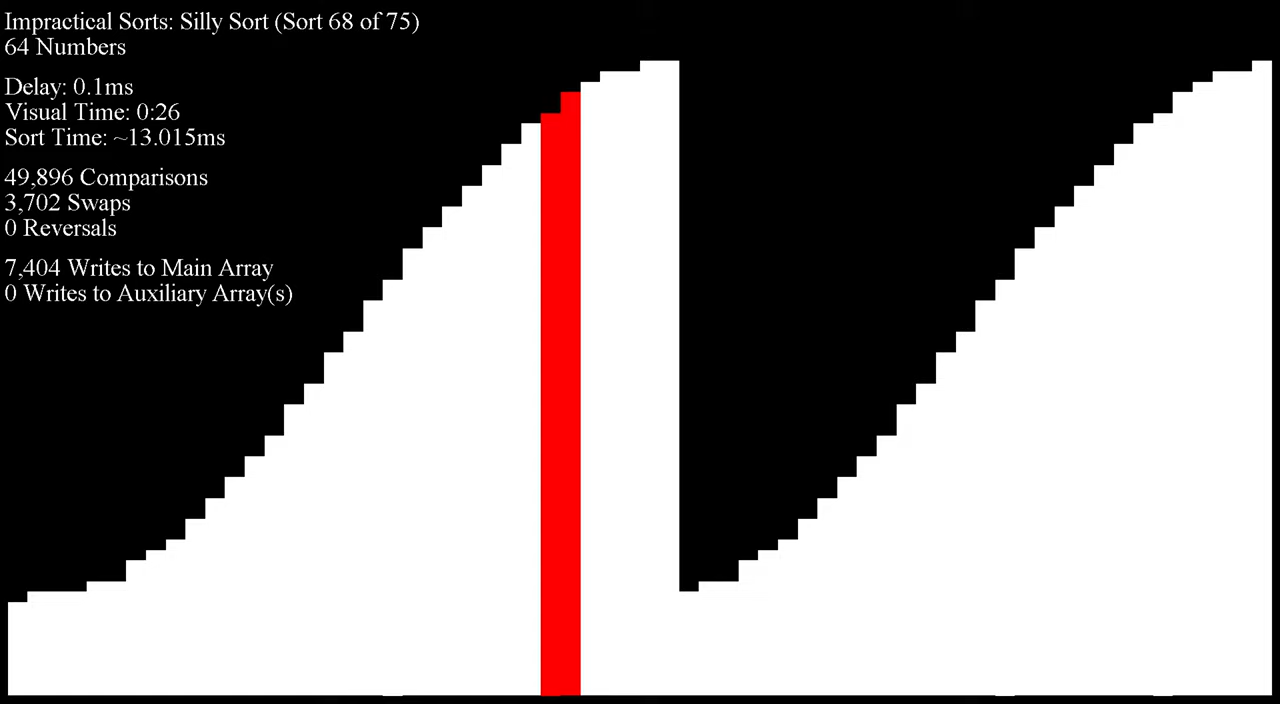 Impractical Sorts: Silly Sort (Sort 68 of 75)
64 Numbers
Delay: 0.1ms
Visual Time: 0:26
Sort Time: ~13.015ms
49,896 Comparisons
3,702 Swaps
0 Reversals
7,404 Writes to Main Array
0 Writes to Auxiliary Array(s)